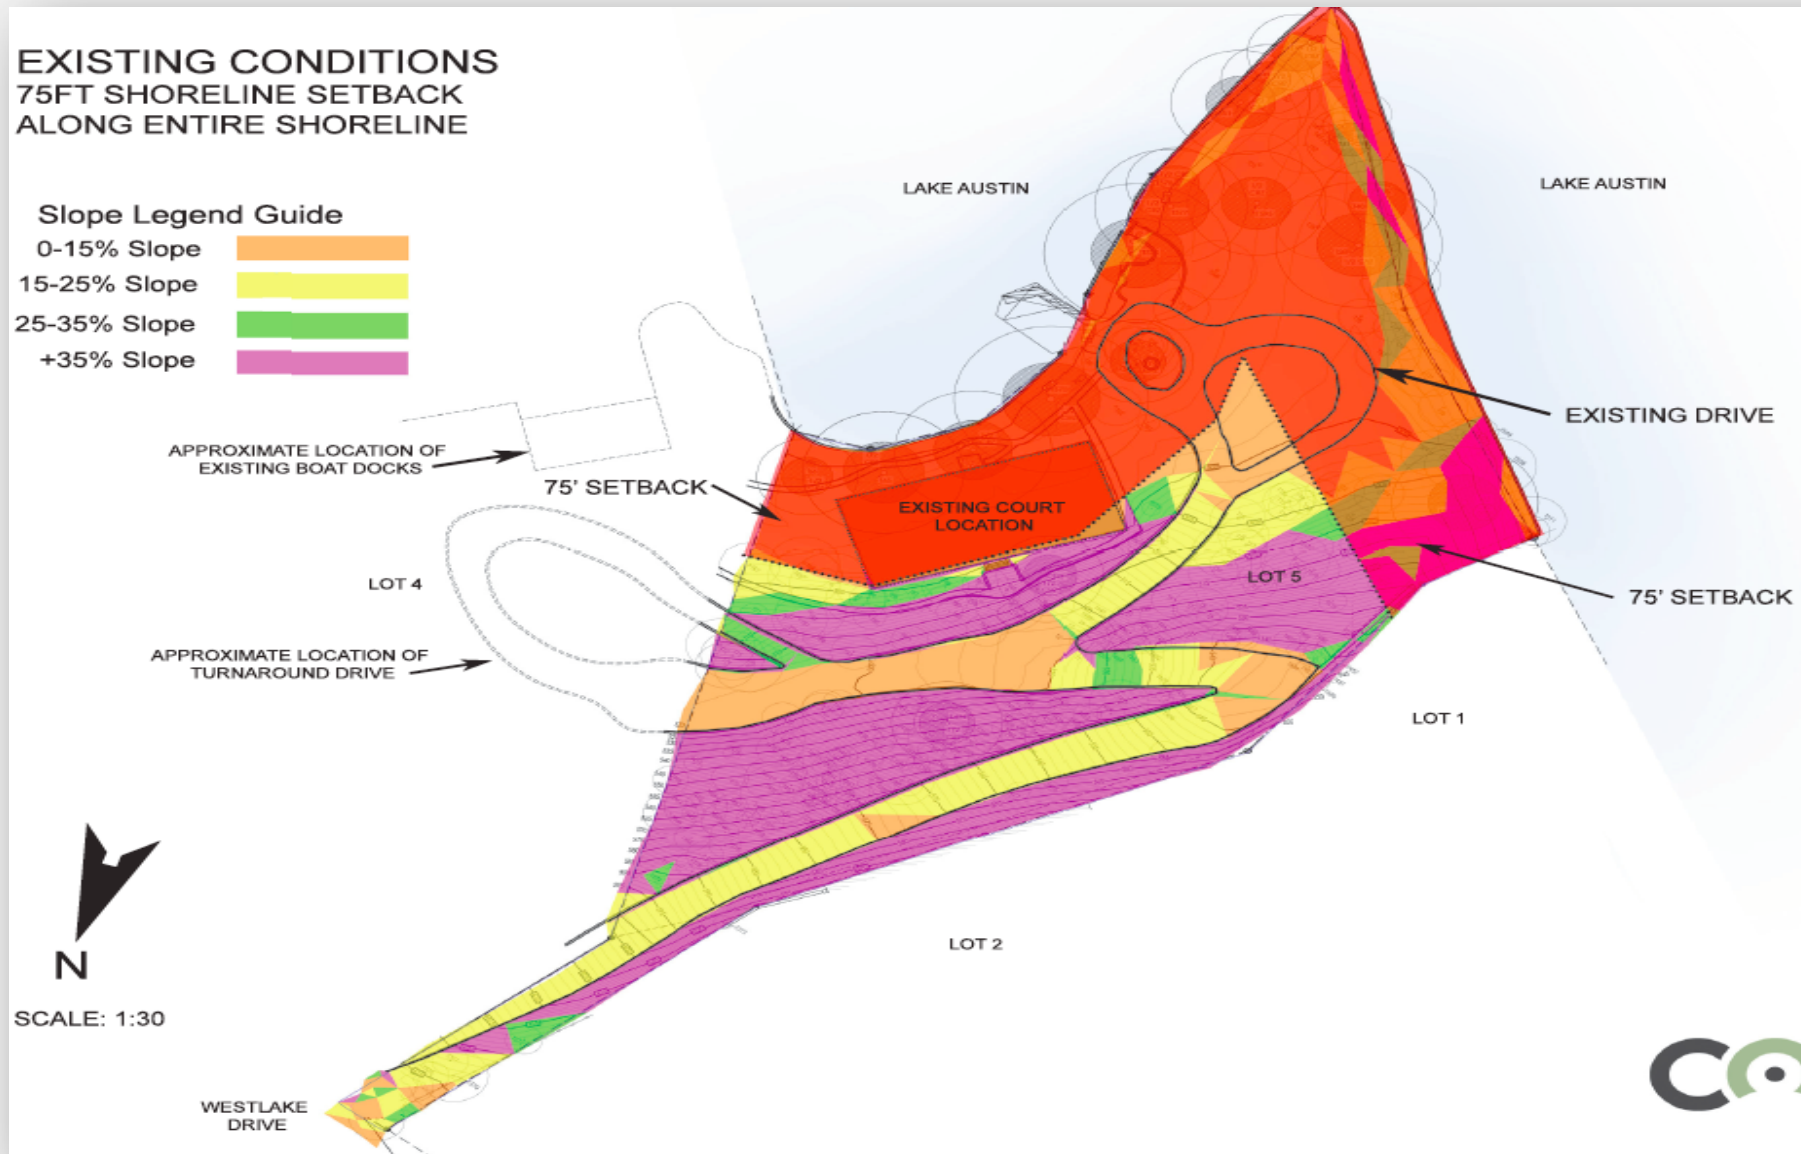 EXISTING CONDITIONS
75FT SHORELINE SETBACK
ALONG ENTIRE SHORELINE
Slope Legend Guide
0-15% Slope
15-25% Slope
25-35% Slope
+35% Slope
LAKE AUSTIN
LAKE AUSTIN
EXISTING DRIVE
APPROXIMATE LOCATION OF
EXISTING BOAT DOCKS
75' SETBACK
EXISTING COURT
LOCATION
LOT 4
LOT 5
75' SETBACK
APPROXIMATE LOCATION OF
TURNAROUND DRIVE
LOT 1
LOT 2
N
SCALE: 1:30
WESTLAKE
DRIVE